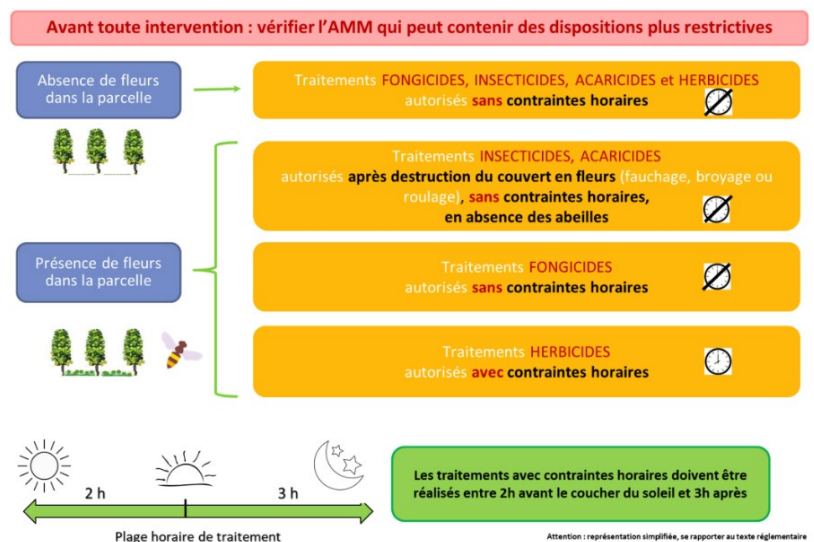 Avant toute intervention : vérifier l'AMM qui peut contenir des dispositions plus restrictives
Absence de fleurs
dans la parcelle
Traitements FONGICIDES, INSECTICIDES, ACARICIDES et HERBICIDES
autorisés sans contraintes horaires
Traitements INSECTICIDES, ACARICIDES
autorisés après destruction du couvert en fleurs (fauchage, broyage ou
roulage), sans contraintes horaires,
en absence des abeilles
Présence de fleurs
dans la parcelle
Traitements FONGICIDES
autorisés sans contraintes horaires
Traitements HERBICIDES
autorisés avec contraintes horaires
2 h
3 h
Plage horaire de traitement
Les traitements avec contraintes horaires doivent être
réalisés entre 2h avant le coucher du soleil et 3h après
Attention : représentation simplifiée, se rapporter au texte réglementaire